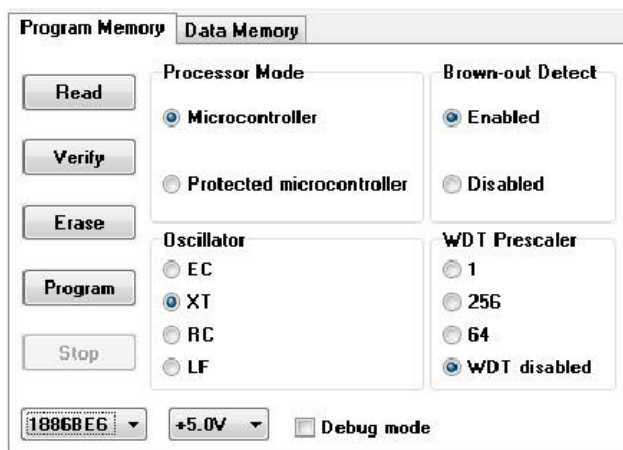 Program Memory
Data Memory
Read
Verify
Erase
Program
Stop
Processor Mode
Microcontroller
Protected microcontroller
Brown-out Detect
Enabled
Disabled
Oscillator
EC
XT
RC
LF
WDT Prescaler
1
256
64
WDT disabled
1886BE6
+5.0V
Debug mode